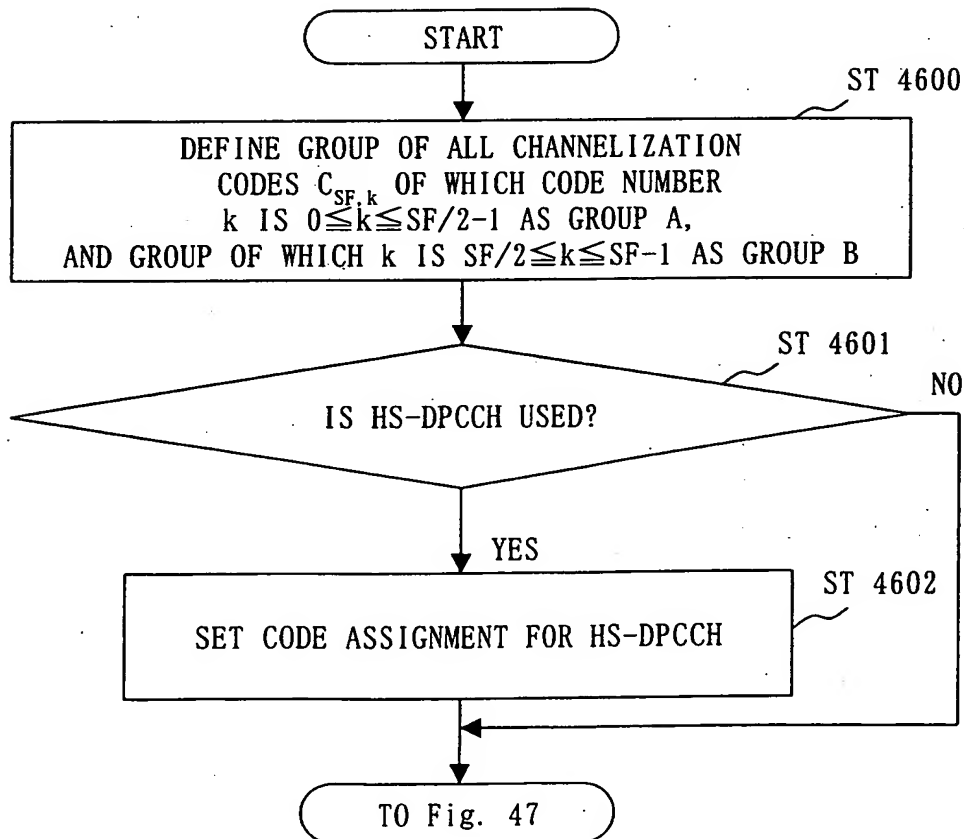 START
ST 4600
DEFINE GROUP OF ALL CHANNELIZATION
CODES C_SF,k OF WHICH CODE NUMBER
k IS 0≦k≦SF/2-1 AS GROUP A,
AND GROUP OF WHICH k IS SF/2≦k≦SF-1 AS GROUP B
ST 4601
NO
IS HS-DPCCH USED?
YES
ST 4602
SET CODE ASSIGNMENT FOR HS-DPCCH
TO Fig. 47